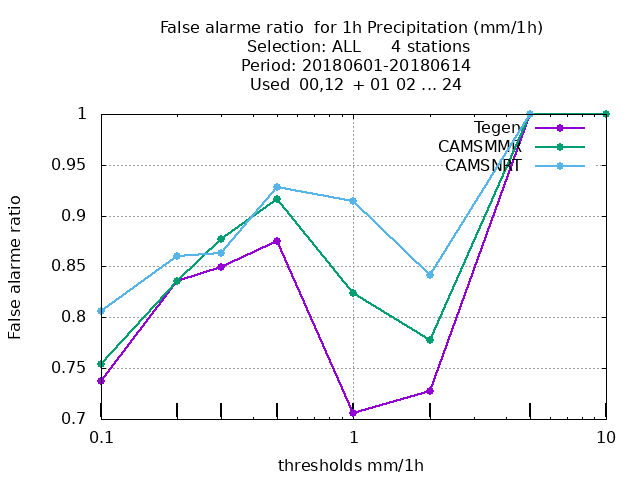 False alarme ratio  for 1h Precipitation (mm/1h)
Selection: ALL      4 stations
Period: 20180601-20180614
Used  00,12  + 01 02 ... 24
Tegen
CAMSMMR
CAMSNRT
1
0.95
0.9
0.85
0.8
0.75
0.7
False alarme ratio
0.1
1
10
thresholds mm/1h